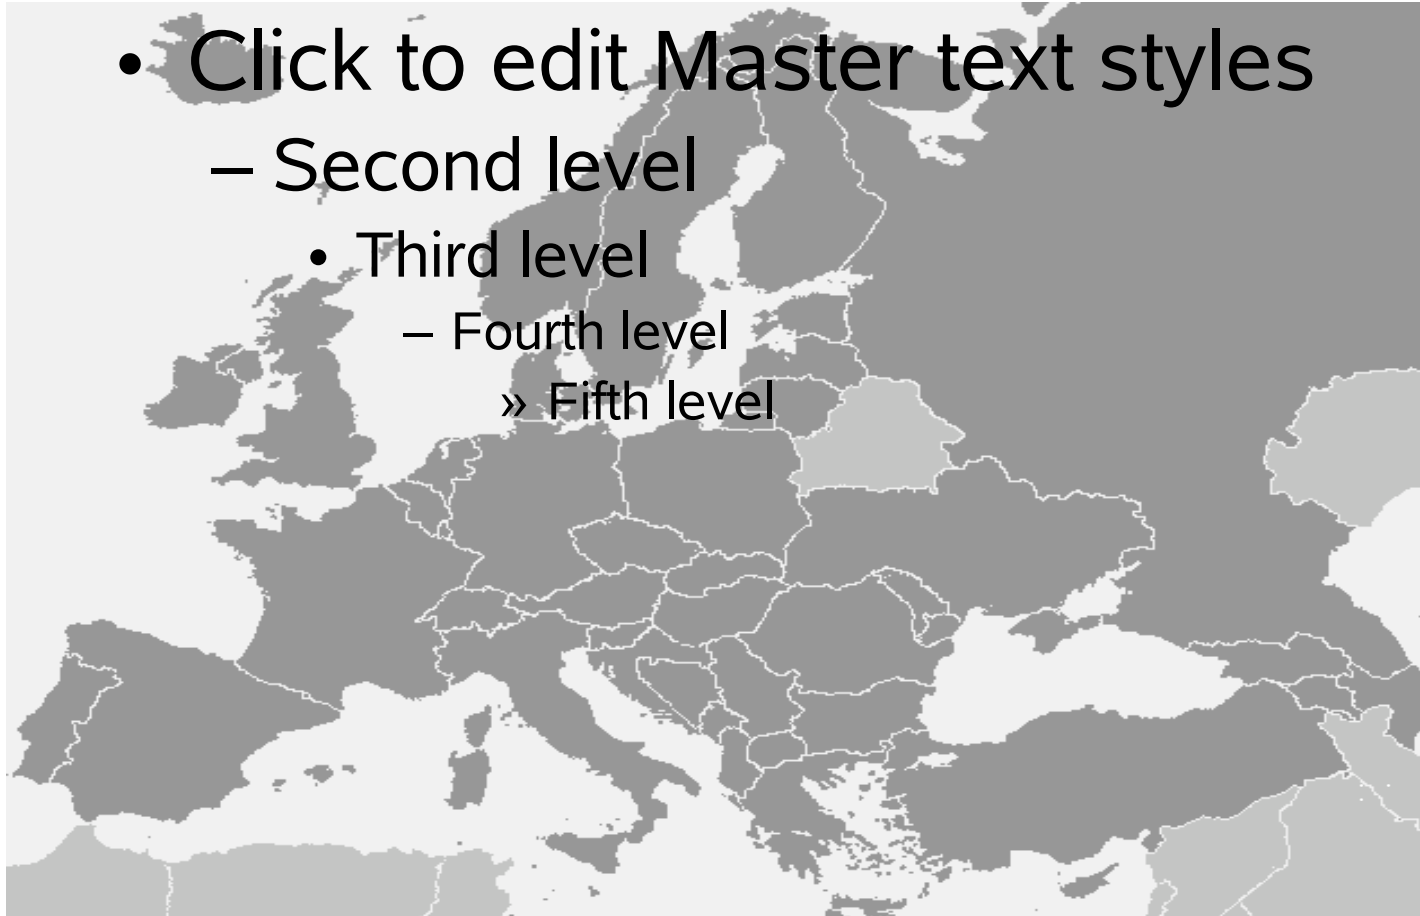 • Click to edit Master text styles
– Second level
• Third level
– Fourth level
» Fifth level